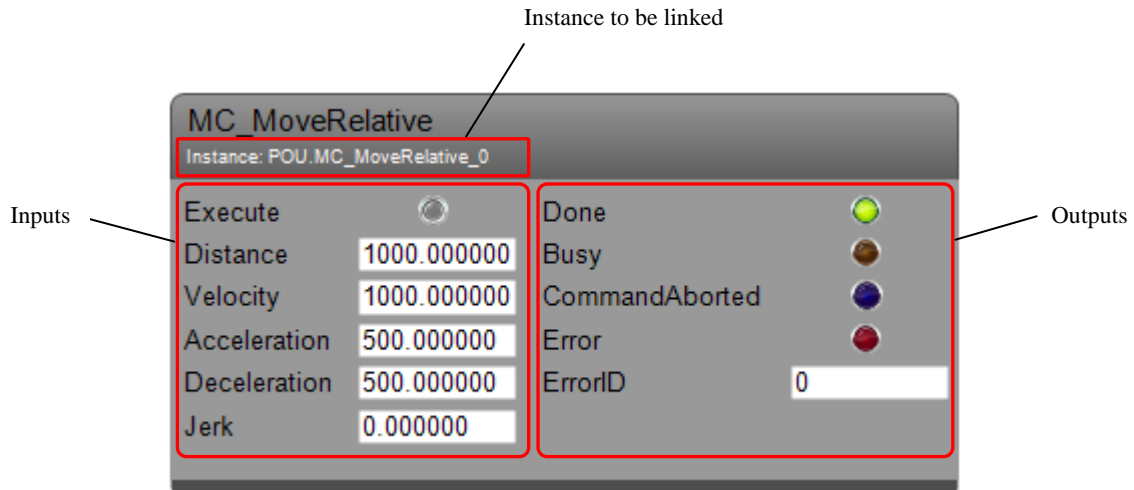 Instance to be linked
MC_MoveRelative
Instance: POU.MC_MoveRelative_0
Inputs
Outputs
Execute
Distance 1000.000000
Velocity 1000.000000
Acceleration 500.000000
Deceleration 500.000000
Jerk 0.000000
Done
Busy
CommandAborted
Error
ErrorID 0